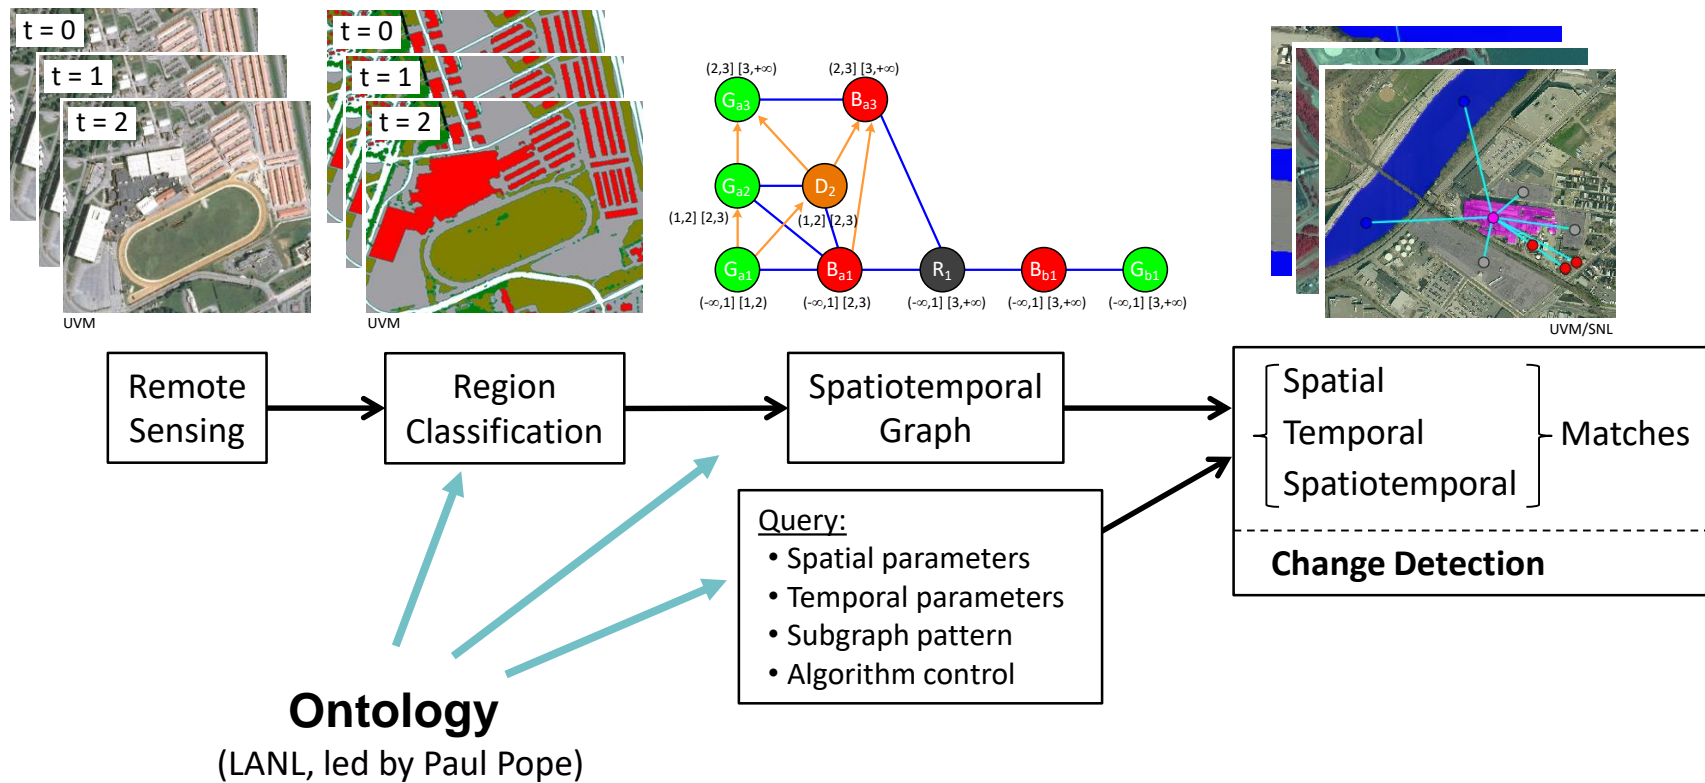 t = 0
t = 1
t = 2
UVM
t = 0
t = 1
t = 2
UVM
(2,3] [3,+∞)
(2,3] [3,+∞)
Ga3
Ba3
Ga2
D2
(1,2] [2,3)
(1,2] [2,3)
Ga1
Ba1
R1
Bb1
Gb1
(-∞,1] [1,2)
(-∞,1] [2,3)
(-∞,1] [3,+∞)
(-∞,1] [3,+∞)
(-∞,1] [3,+∞)
UVM/SNL
Remote
Sensing
Region
Classification
Spatiotemporal
Graph
Spatial
Temporal
Spatiotemporal
Matches
Change Detection
Query:
• Spatial parameters
• Temporal parameters
• Subgraph pattern
• Algorithm control
Ontology
(LANL, led by Paul Pope)